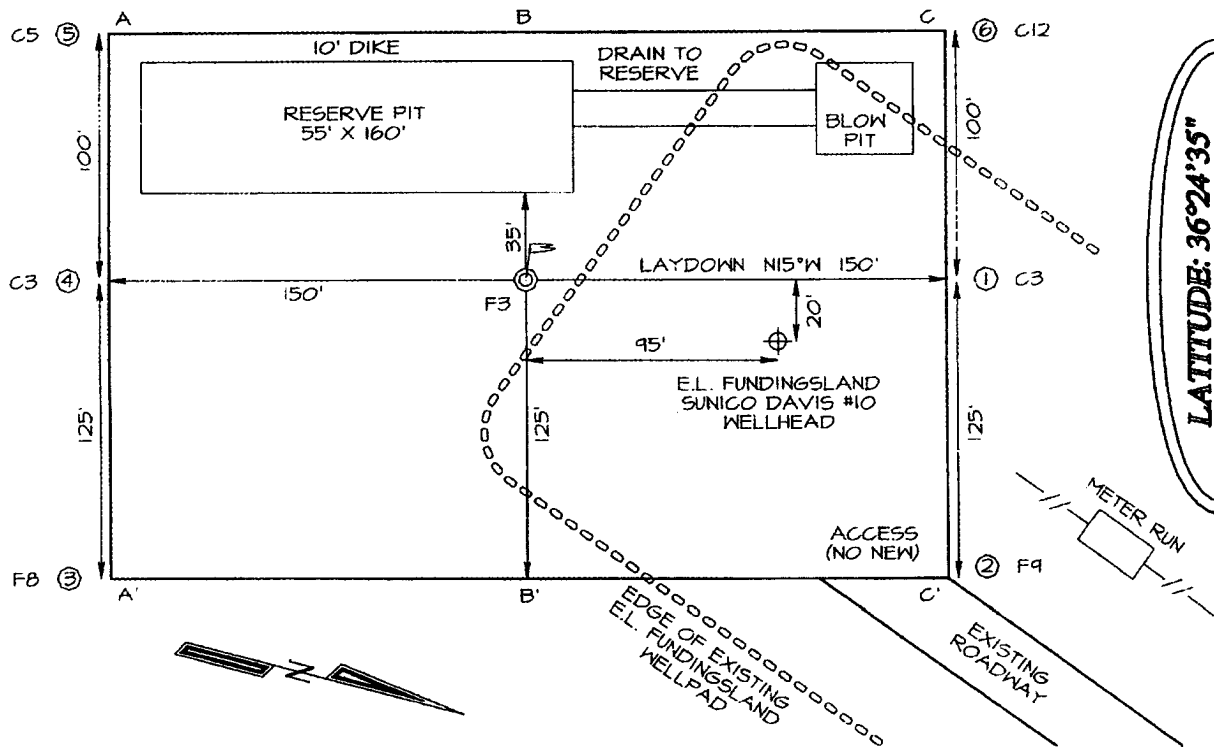 A
B
C
C5 ⑤
⑥ C12
10' DIKE
DRAIN TO
RESERVE
RESERVE PIT
55' X 160'
BLOW
PIT
100'
100'
35'
LAYDOWN N15°W 150'
C3 ④
150'
F3
① C3
20'
95'
E.L. FUNDINGSLAND
SUNICO DAVIS #10
WELLHEAD
125'
125'
125'
LATITUDE: 36°24'35"
METER RUN
ACCESS
(NO NEW)
F8 ③
② F9
A'
B'
C'
EDGE OF EXISTING
E.L. FUNDINGSLAND
WELLPAD
EXISTING
ROADWAY
N